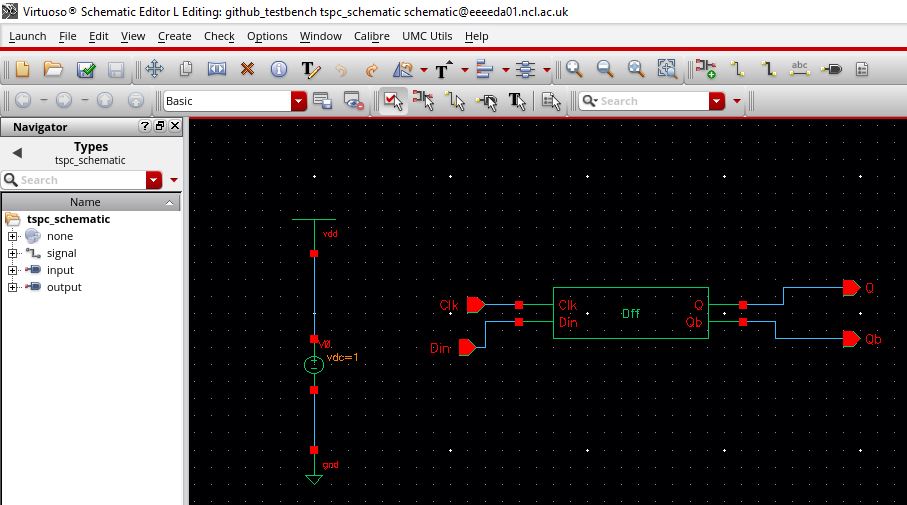 Virtuoso® Schematic Editor L Editing: github_testbench tspc_schematic schematic@eeeeda01.ncl.ac.uk
Launch File Edit View Create Check Options Window Calibre UMC Utils Help
T T abc
Basic T Search
Navigator ? 
Types
tspc_schematic
Search
Name
tspc_schematic
none
signal
input
output
vdd
V0.
vdc=1
gnd
Clk Clk Q Q
Dff
Din Din Qb Qb